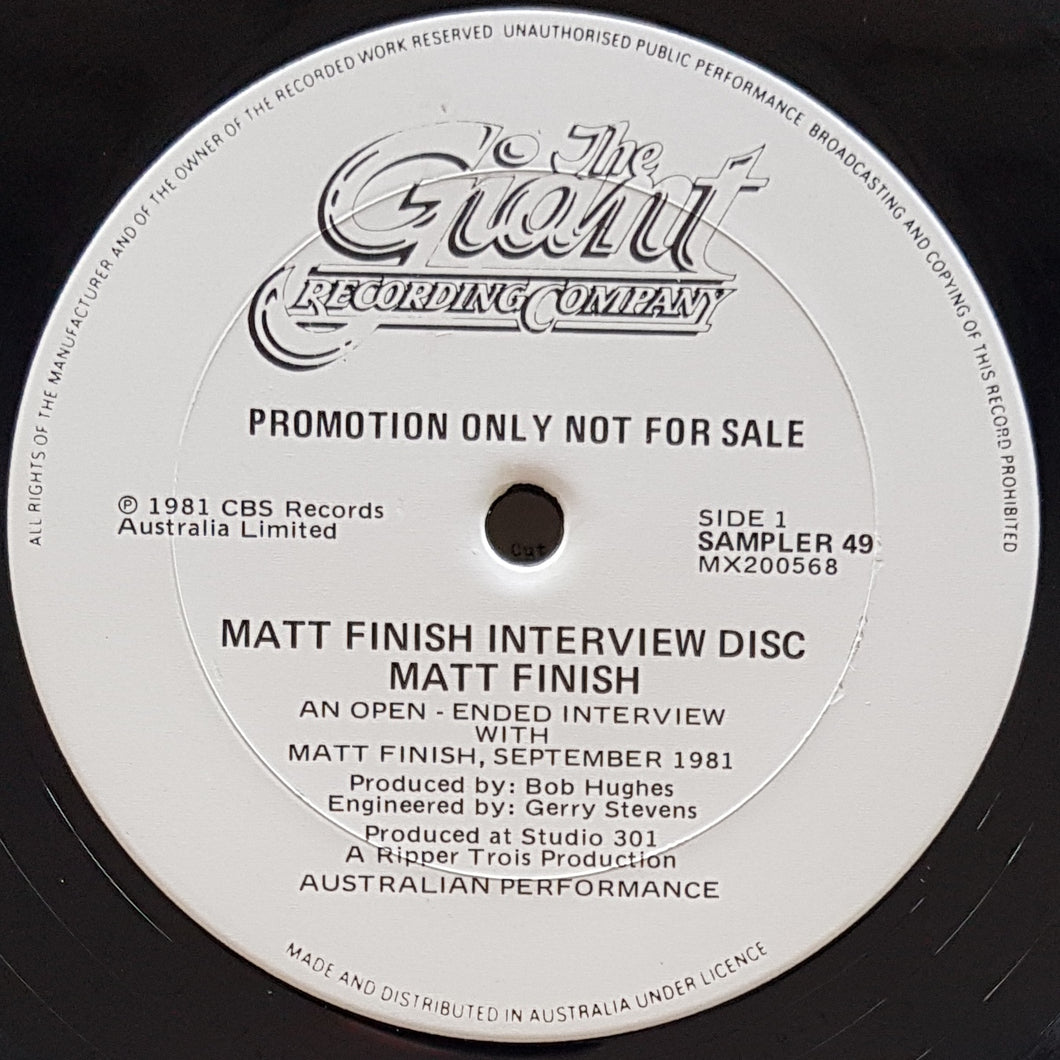 ALL RIGHTS OF THE MANUFACTURER AND OF THE OWNER OF THE RECORDED WORK RESERVED UNAUTHORISED PUBLIC PERFORMANCE BROADCASTING AND COPYING OF THIS RECORD PROHIBITED
The
Giant
RECORDING COMPANY
PROMOTION ONLY NOT FOR SALE
℗ 1981 CBS Records
Australia Limited
SIDE 1
SAMPLER 49
MX200568
Cut
MATT FINISH INTERVIEW DISC
MATT FINISH
AN OPEN - ENDED INTERVIEW
WITH
MATT FINISH, SEPTEMBER 1981
Produced by: Bob Hughes
Engineered by: Gerry Stevens
Produced at Studio 301
A Ripper Trois Production
AUSTRALIAN PERFORMANCE
MADE AND DISTRIBUTED IN AUSTRALIA UNDER LICENCE